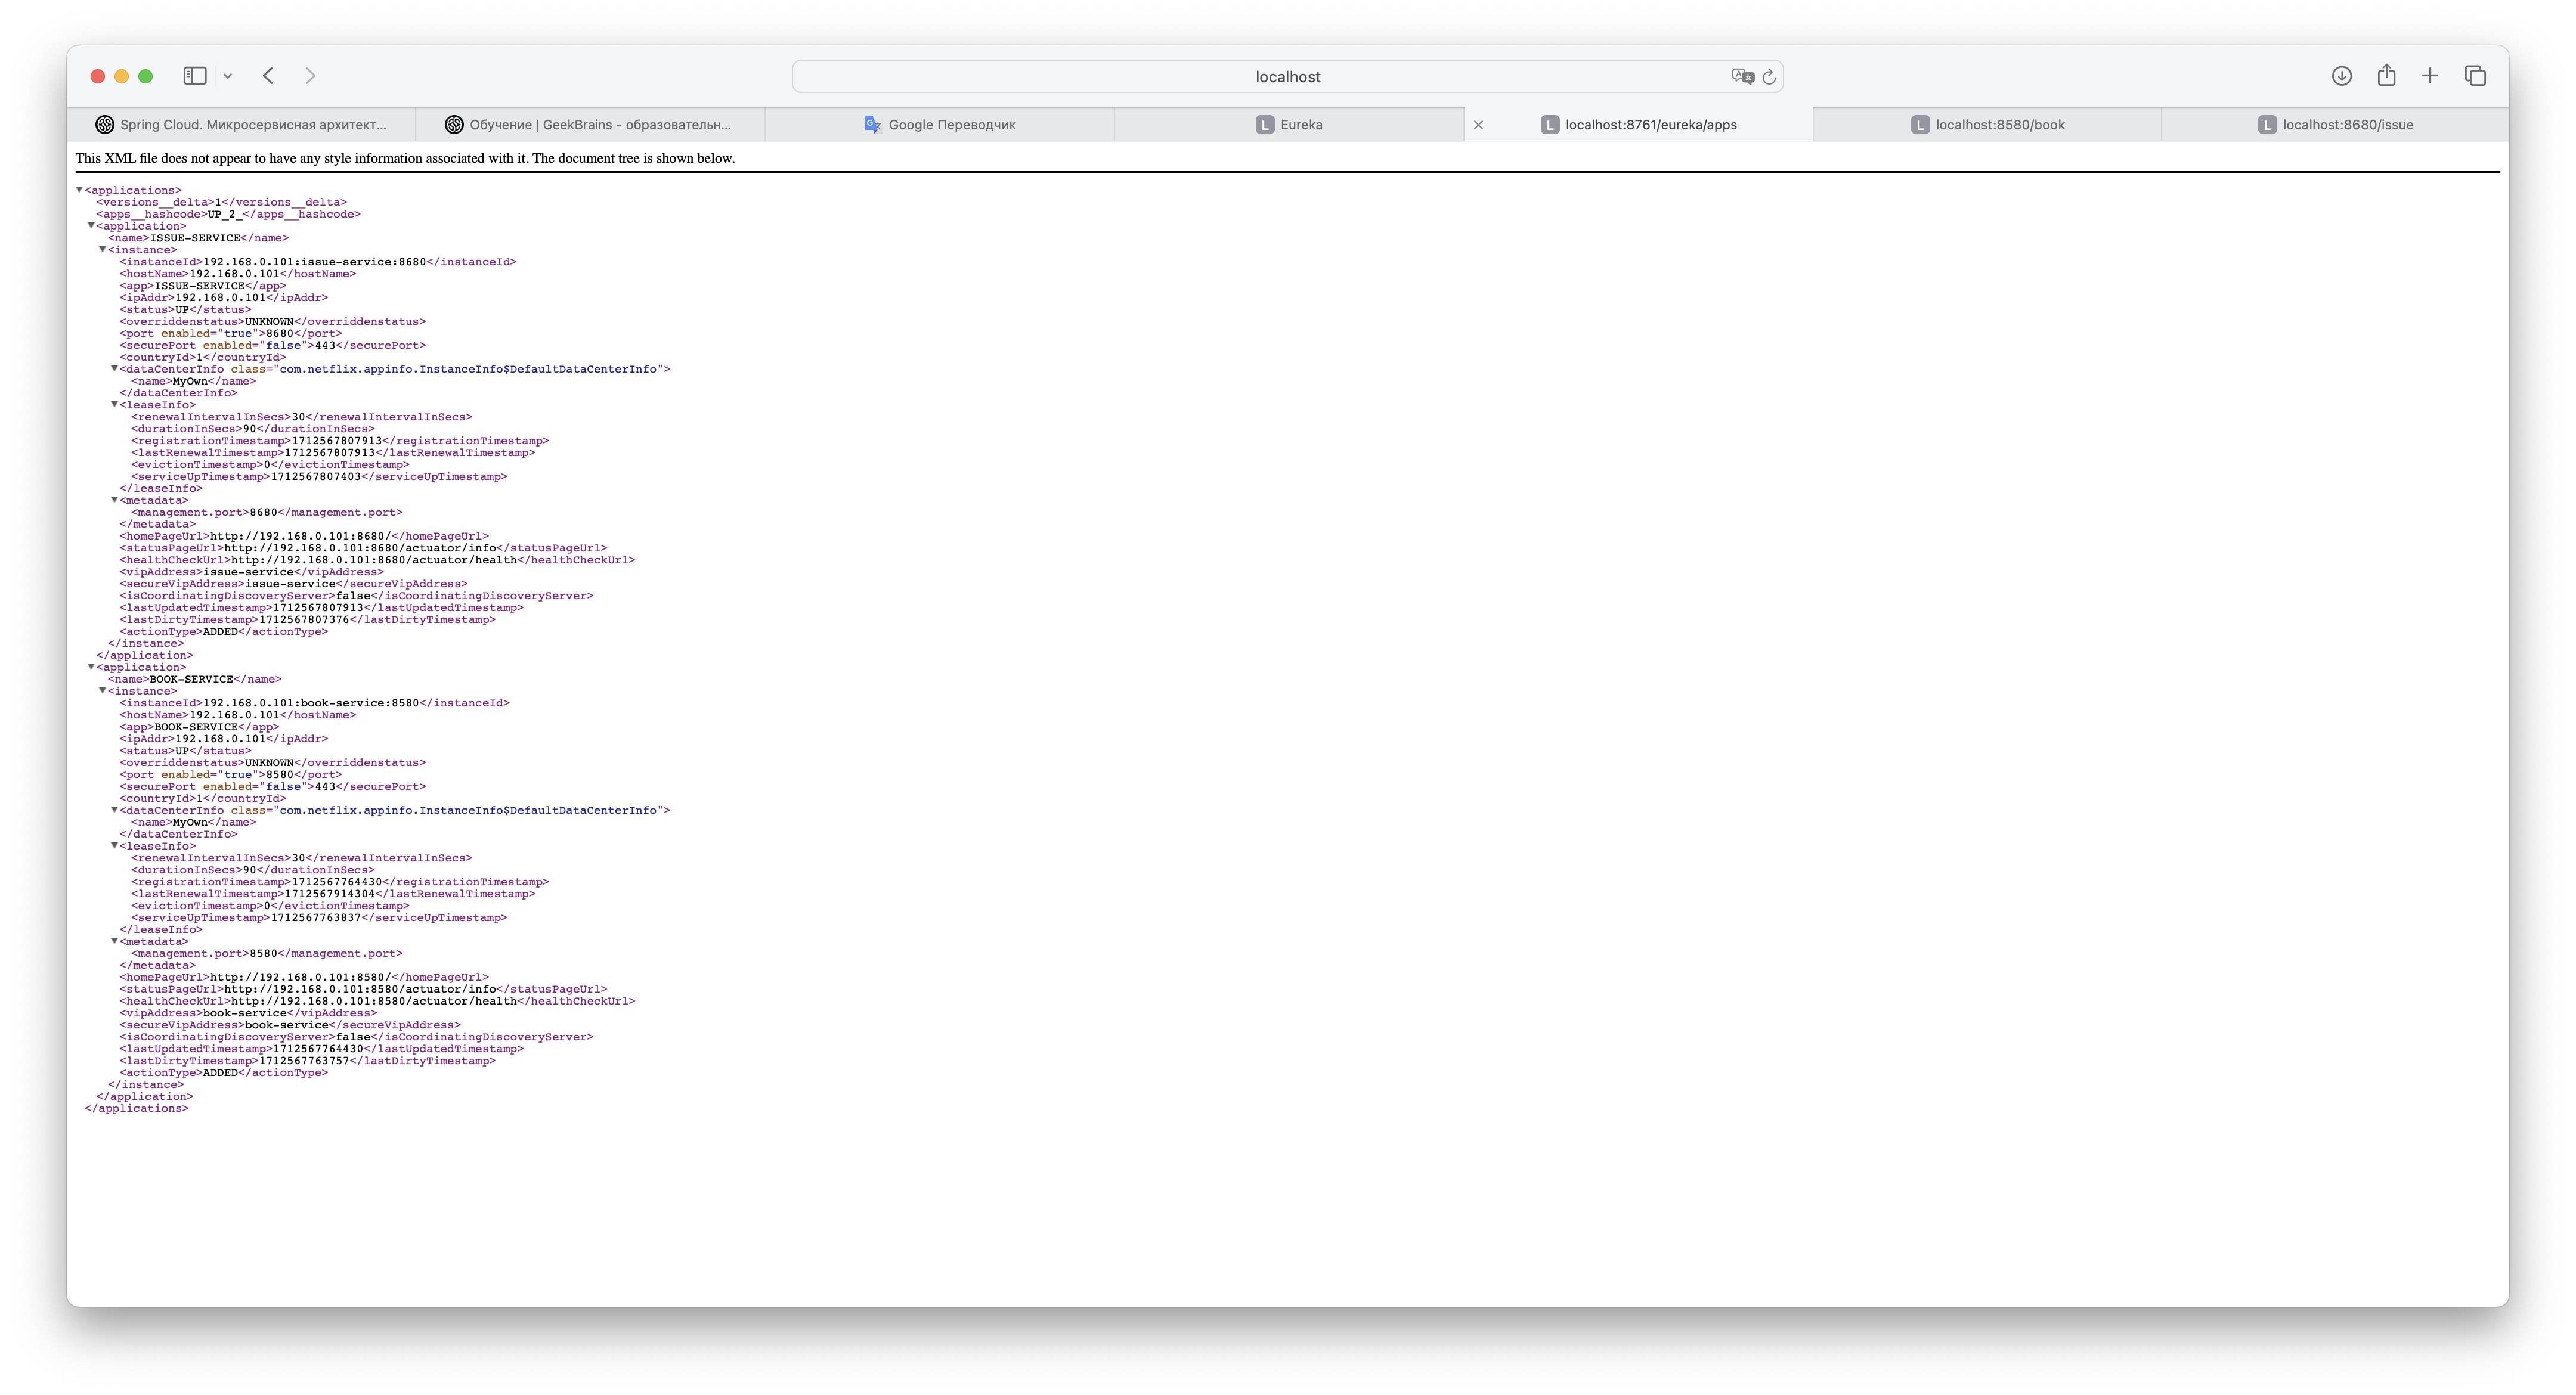 localhost
Spring Cloud. Микросервисная архитект...
Обучение | GeekBrains - образовательн...
Google Переводчик
L Eureka
L localhost:8761/eureka/apps
L localhost:8580/book
L localhost:8680/issue
This XML file does not appear to have any style information associated with it. The document tree is shown below.
<applications>
<versions__delta>1</versions__delta>
<apps__hashcode>UP_2_</apps__hashcode>
<application>
<name>ISSUE-SERVICE</name>
<instance>
<instanceId>192.168.0.101:issue-service:8680</instanceId>
<hostName>192.168.0.101</hostName>
<app>ISSUE-SERVICE</app>
<ipAddr>192.168.0.101</ipAddr>
<status>UP</status>
<overriddenstatus>UNKNOWN</overriddenstatus>
<port enabled="true">8680</port>
<securePort enabled="false">443</securePort>
<countryId>1</countryId>
<dataCenterInfo class="com.netflix.appinfo.InstanceInfo$DefaultDataCenterInfo">
<name>MyOwn</name>
</dataCenterInfo>
<leaseInfo>
<renewalIntervalInSecs>30</renewalIntervalInSecs>
<durationInSecs>90</durationInSecs>
<registrationTimestamp>1712567807913</registrationTimestamp>
<lastRenewalTimestamp>1712567807913</lastRenewalTimestamp>
<evictionTimestamp>0</evictionTimestamp>
<serviceUpTimestamp>1712567807403</serviceUpTimestamp>
</leaseInfo>
<metadata>
<management.port>8680</management.port>
</metadata>
<homePageUrl>http://192.168.0.101:8680/</homePageUrl>
<statusPageUrl>http://192.168.0.101:8680/actuator/info</statusPageUrl>
<healthCheckUrl>http://192.168.0.101:8680/actuator/health</healthCheckUrl>
<vipAddress>issue-service</vipAddress>
<secureVipAddress>issue-service</secureVipAddress>
<isCoordinatingDiscoveryServer>false</isCoordinatingDiscoveryServer>
<lastUpdatedTimestamp>1712567807913</lastUpdatedTimestamp>
<lastDirtyTimestamp>1712567807376</lastDirtyTimestamp>
<actionType>ADDED</actionType>
</instance>
</application>
<application>
<name>BOOK-SERVICE</name>
<instance>
<instanceId>192.168.0.101:book-service:8580</instanceId>
<hostName>192.168.0.101</hostName>
<app>BOOK-SERVICE</app>
<ipAddr>192.168.0.101</ipAddr>
<status>UP</status>
<overriddenstatus>UNKNOWN</overriddenstatus>
<port enabled="true">8580</port>
<securePort enabled="false">443</securePort>
<countryId>1</countryId>
<dataCenterInfo class="com.netflix.appinfo.InstanceInfo$DefaultDataCenterInfo">
<name>MyOwn</name>
</dataCenterInfo>
<leaseInfo>
<renewalIntervalInSecs>30</renewalIntervalInSecs>
<durationInSecs>90</durationInSecs>
<registrationTimestamp>1712567764430</registrationTimestamp>
<lastRenewalTimestamp>1712567914304</lastRenewalTimestamp>
<evictionTimestamp>0</evictionTimestamp>
<serviceUpTimestamp>1712567763837</serviceUpTimestamp>
</leaseInfo>
<metadata>
<management.port>8580</management.port>
</metadata>
<homePageUrl>http://192.168.0.101:8580/</homePageUrl>
<statusPageUrl>http://192.168.0.101:8580/actuator/info</statusPageUrl>
<healthCheckUrl>http://192.168.0.101:8580/actuator/health</healthCheckUrl>
<vipAddress>book-service</vipAddress>
<secureVipAddress>book-service</secureVipAddress>
<isCoordinatingDiscoveryServer>false</isCoordinatingDiscoveryServer>
<lastUpdatedTimestamp>1712567764430</lastUpdatedTimestamp>
<lastDirtyTimestamp>1712567763757</lastDirtyTimestamp>
<actionType>ADDED</actionType>
</instance>
</application>
</applications>